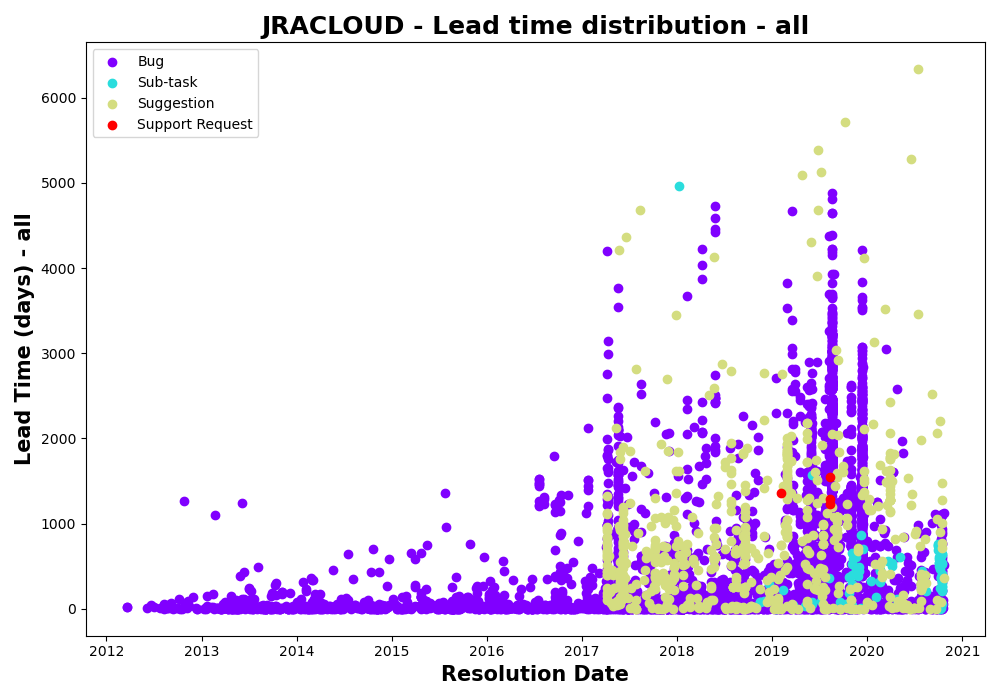 JRACLOUD - Lead time distribution - all
Bug
Sub-task
Suggestion
Support Request
Lead Time (days) - all
6000
5000
4000
3000
2000
1000
0
2012 2013 2014 2015 2016 2017 2018 2019 2020 2021
Resolution Date